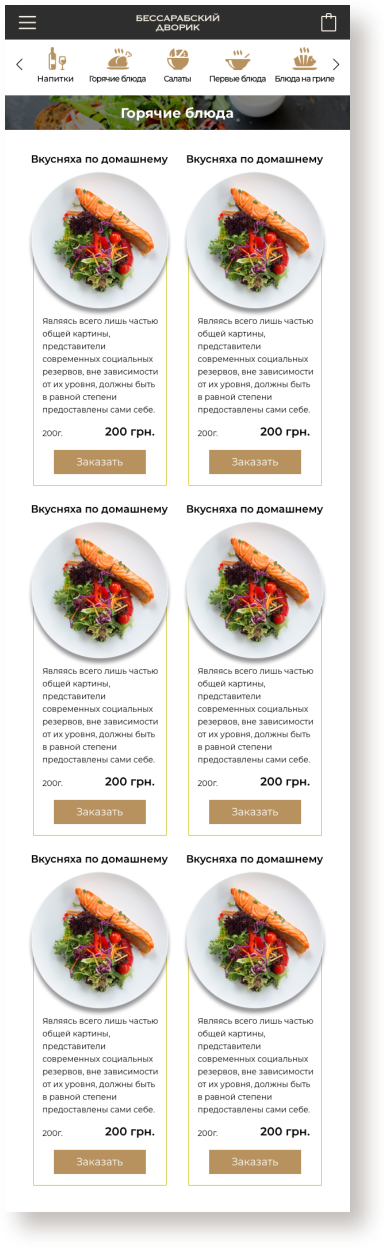 БЕССАРАБСКИЙ
ДВОРИК
Напитки Горячие блюда Салаты Первые блюда Блюда на гриле
Горячие блюда
Вкусняха по домашнему
Являясь всего лишь частью
общей картины,
представители
современных социальных
резервов, вне зависимости
от их уровня, должны быть
в равной степени
предоставлены сами себе.
200г. 200 грн.
Заказать
Вкусняха по домашнему
Являясь всего лишь частью
общей картины,
представители
современных социальных
резервов, вне зависимости
от их уровня, должны быть
в равной степени
предоставлены сами себе.
200г. 200 грн.
Заказать
Вкусняха по домашнему
Являясь всего лишь частью
общей картины,
представители
современных социальных
резервов, вне зависимости
от их уровня, должны быть
в равной степени
предоставлены сами себе.
200г. 200 грн.
Заказать
Вкусняха по домашнему
Являясь всего лишь частью
общей картины,
представители
современных социальных
резервов, вне зависимости
от их уровня, должны быть
в равной степени
предоставлены сами себе.
200г. 200 грн.
Заказать
Вкусняха по домашнему
Являясь всего лишь частью
общей картины,
представители
современных социальных
резервов, вне зависимости
от их уровня, должны быть
в равной степени
предоставлены сами себе.
200г. 200 грн.
Заказать
Вкусняха по домашнему
Являясь всего лишь частью
общей картины,
представители
современных социальных
резервов, вне зависимости
от их уровня, должны быть
в равной степени
предоставлены сами себе.
200г. 200 грн.
Заказать